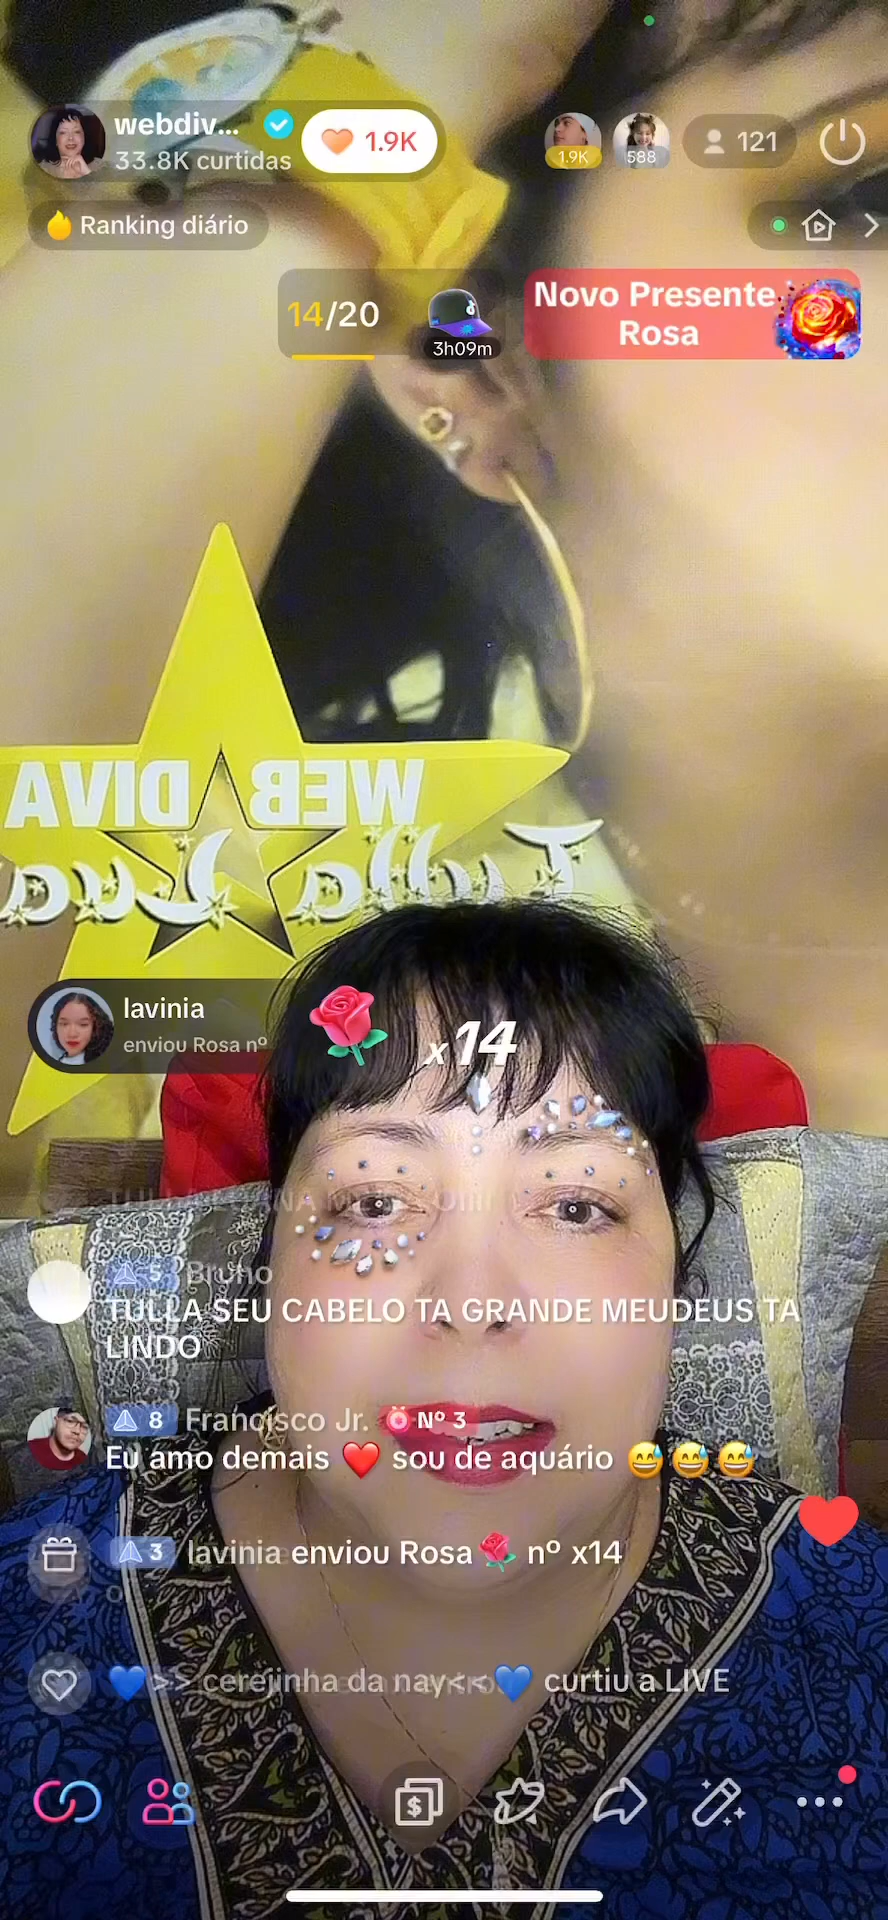 webdiv...
1.9K
33.8K curtidas
1.9K
588
121
Ranking diário
14/20
3h09m
Novo Presente
Rosa
WEB DIVA
Tulla Luana
lavinia
enviou Rosa nº
x14
5 Bruno
TULLA SEU CABELO TA GRANDE MEUDEUS TA
LINDO
8 Francisco Jr. Nº 3
Eu amo demais ❤️ sou de aquário 😅😅😅
3 lavinia enviou Rosa🌹 nº x14
💙>> cerejinha da nay<<💙 curtiu a LIVE